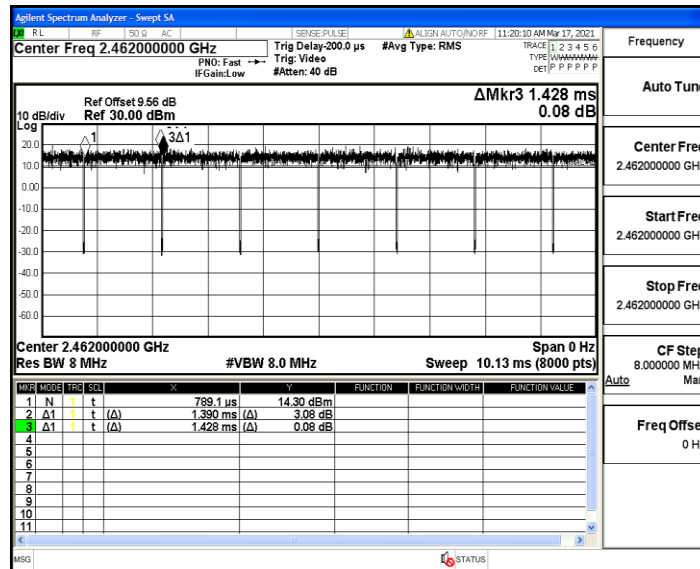 Agilent Spectrum Analyzer - Swept SA
RL RF 50 Ω AC SENSE:PULSE ALIGN AUTO/NO RF 11:20:10 AM Mar 17, 2021
Center Freq 2.462000000 GHz
PNO: Fast
IFGain:Low
Trig Delay-200.0 µs
Trig: Video
#Atten: 40 dB
#Avg Type: RMS
TRACE 1 2 3 4 5 6
TYPE WWWWWW
DET P P P P P P
Frequency
Auto Tune
Center Freq
2.462000000 GH
Start Freq
2.462000000 GH
Stop Freq
2.462000000 GH
CF Step
8.000000 MH
Auto Ma
Freq Offse
0 H
ΔMkr3 1.428 ms
0.08 dB
Ref Offset 9.56 dB
10 dB/div Ref 30.00 dBm
Log
1
3Δ1
20.0
10.0
0.00
-10.0
-20.0
-30.0
-40.0
-50.0
-60.0
Center 2.462000000 GHz Span 0 Hz
Res BW 8 MHz #VBW 8.0 MHz Sweep 10.13 ms (8000 pts)
MKR MODE TRC SCL X Y FUNCTION FUNCTION WIDTH FUNCTION VALUE
1 N 1 t 789.1 µs 14.30 dBm
2 Δ1 1 t (Δ) 1.390 ms (Δ) 3.08 dB
3 Δ1 1 t (Δ) 1.428 ms (Δ) 0.08 dB
4
5
6
7
8
9
10
11
MSG STATUS